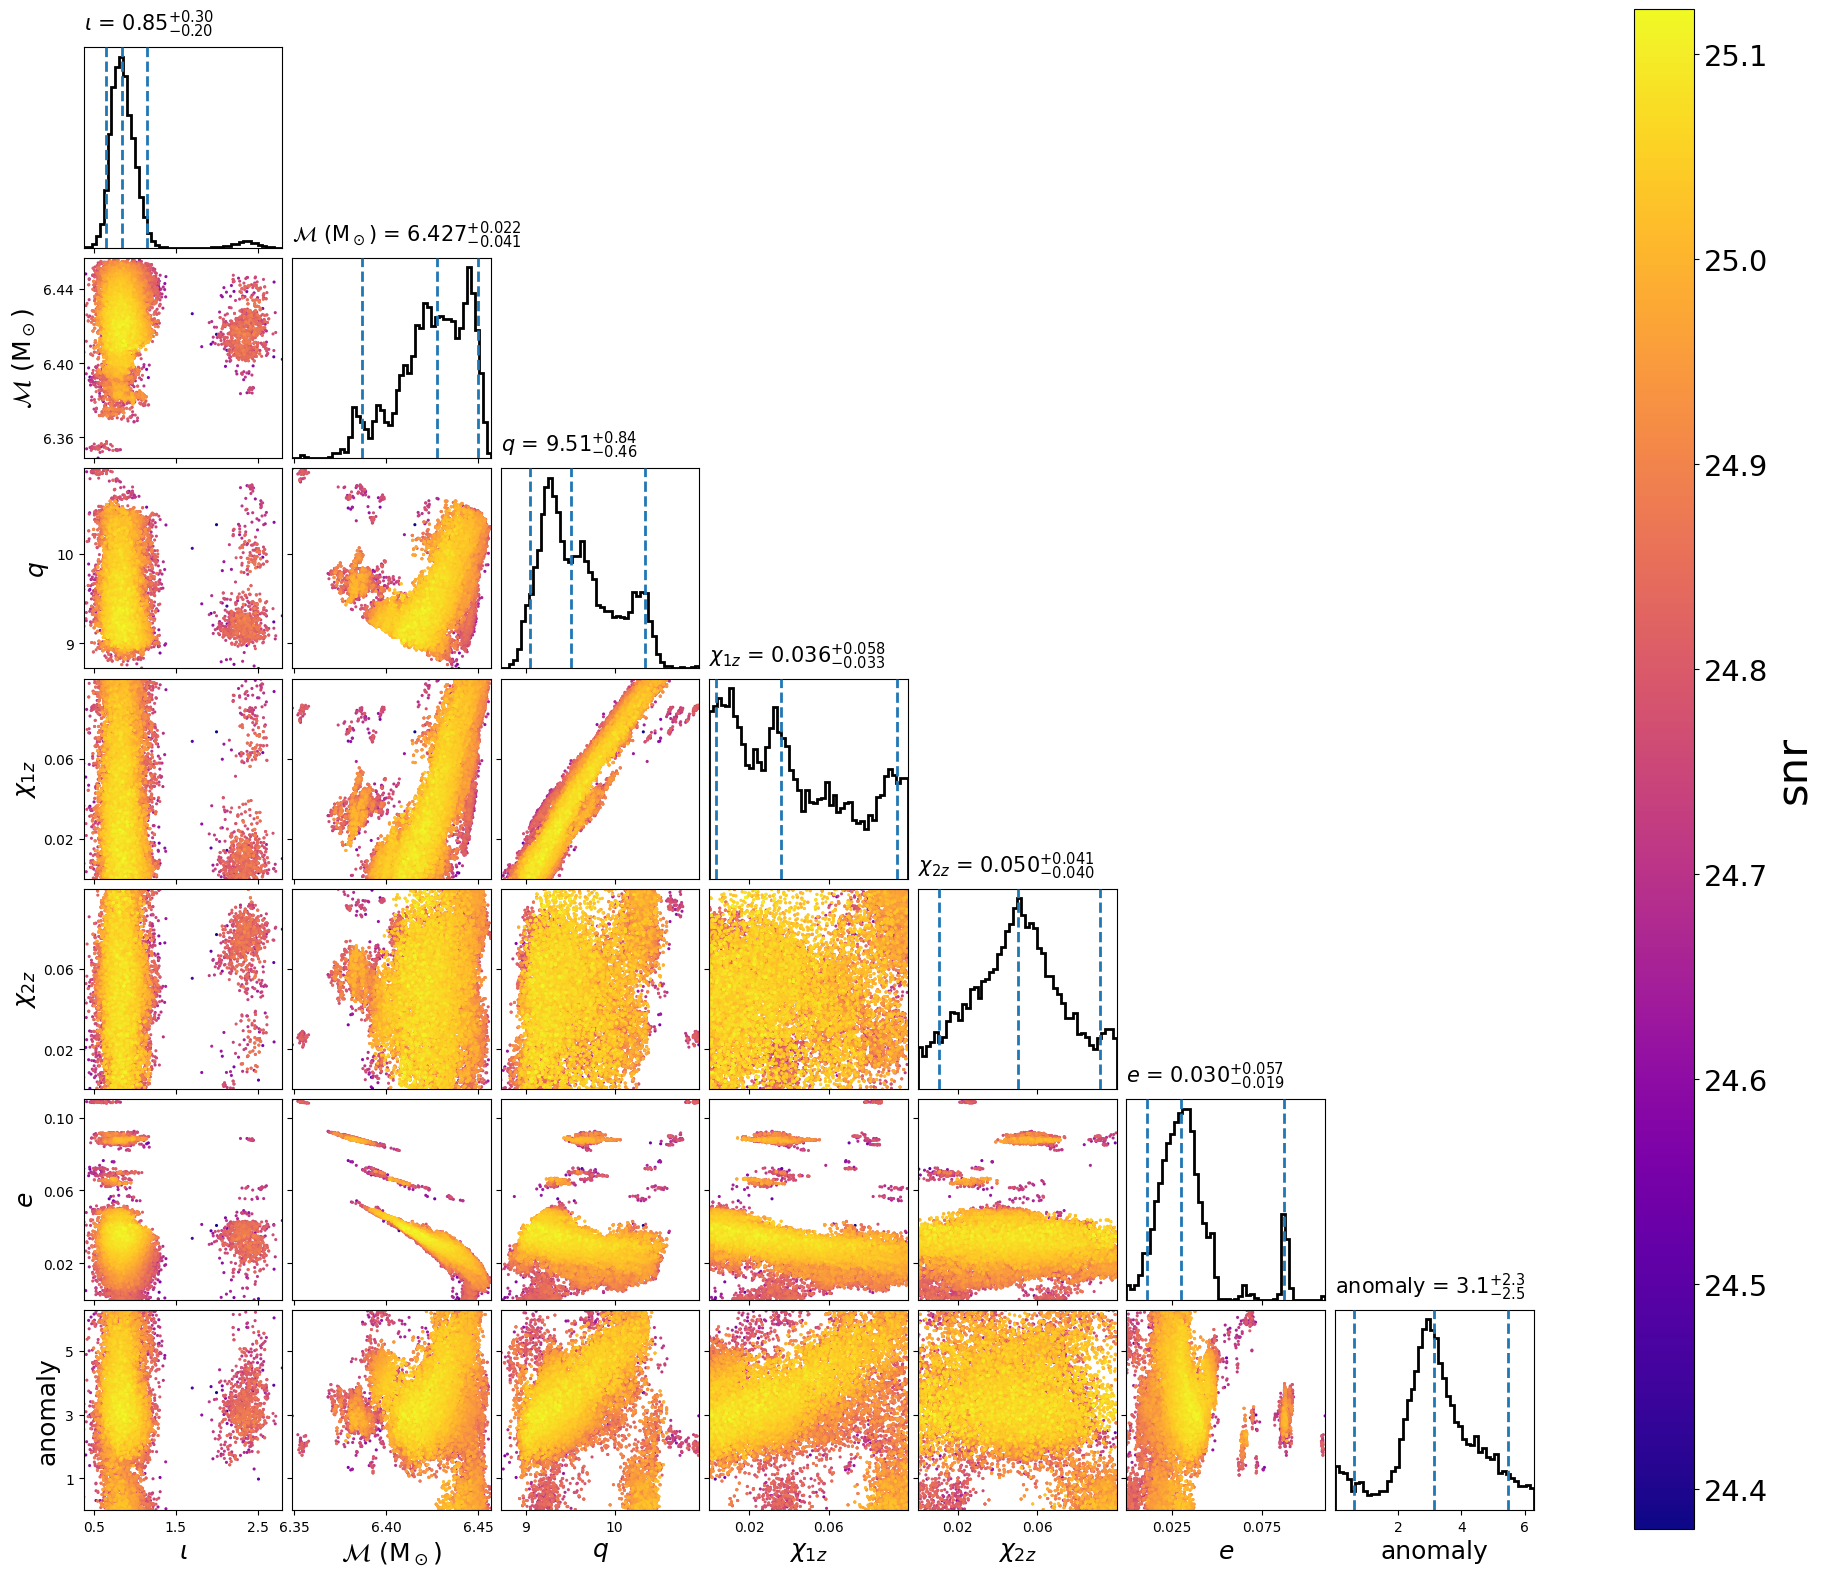 ι = 0.85+0.30−0.20
25.1
ℳ (M⊙) = 6.427+0.022−0.041
6.44
6.40
6.36
ℳ (M⊙)
25.0
q = 9.51+0.84−0.46
10
9
q
24.9
χ1z = 0.036+0.058−0.033
0.06
0.02
χ1z
24.8
snr
χ2z = 0.050+0.041−0.040
0.06
0.02
χ2z
24.7
e = 0.030+0.057−0.019
0.10
0.06
0.02
e
24.6
24.5
anomaly = 3.1+2.3−2.5
5
3
1
anomaly
24.4
0.5 1.5 2.5 6.35 6.40 6.45 9 10 0.02 0.06 0.02 0.06 0.025 0.075 2 4 6
ι ℳ (M⊙) q χ1z χ2z e anomaly